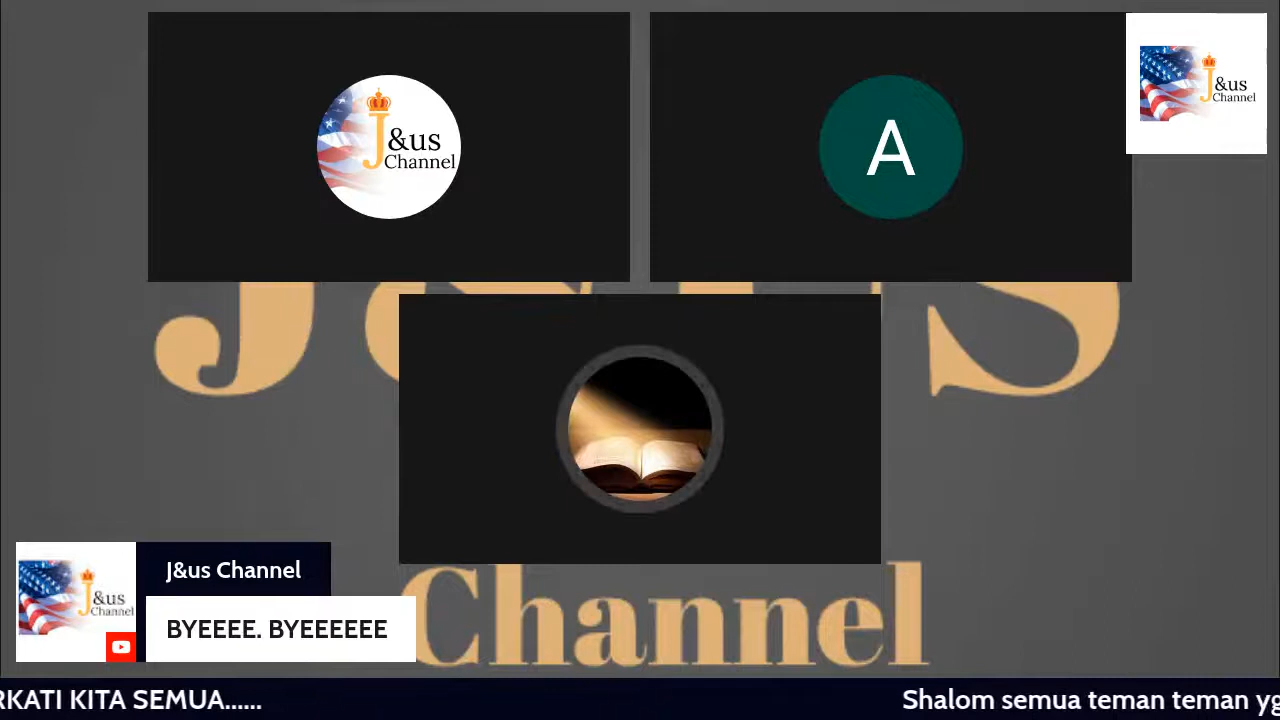 J&us
Channel
A
J&us
Channel
J&US
Channel
J&us
Channel
J&us Channel
BYEEEE. BYEEEEEE
RKATI KITA SEMUA......
Shalom semua teman teman yg